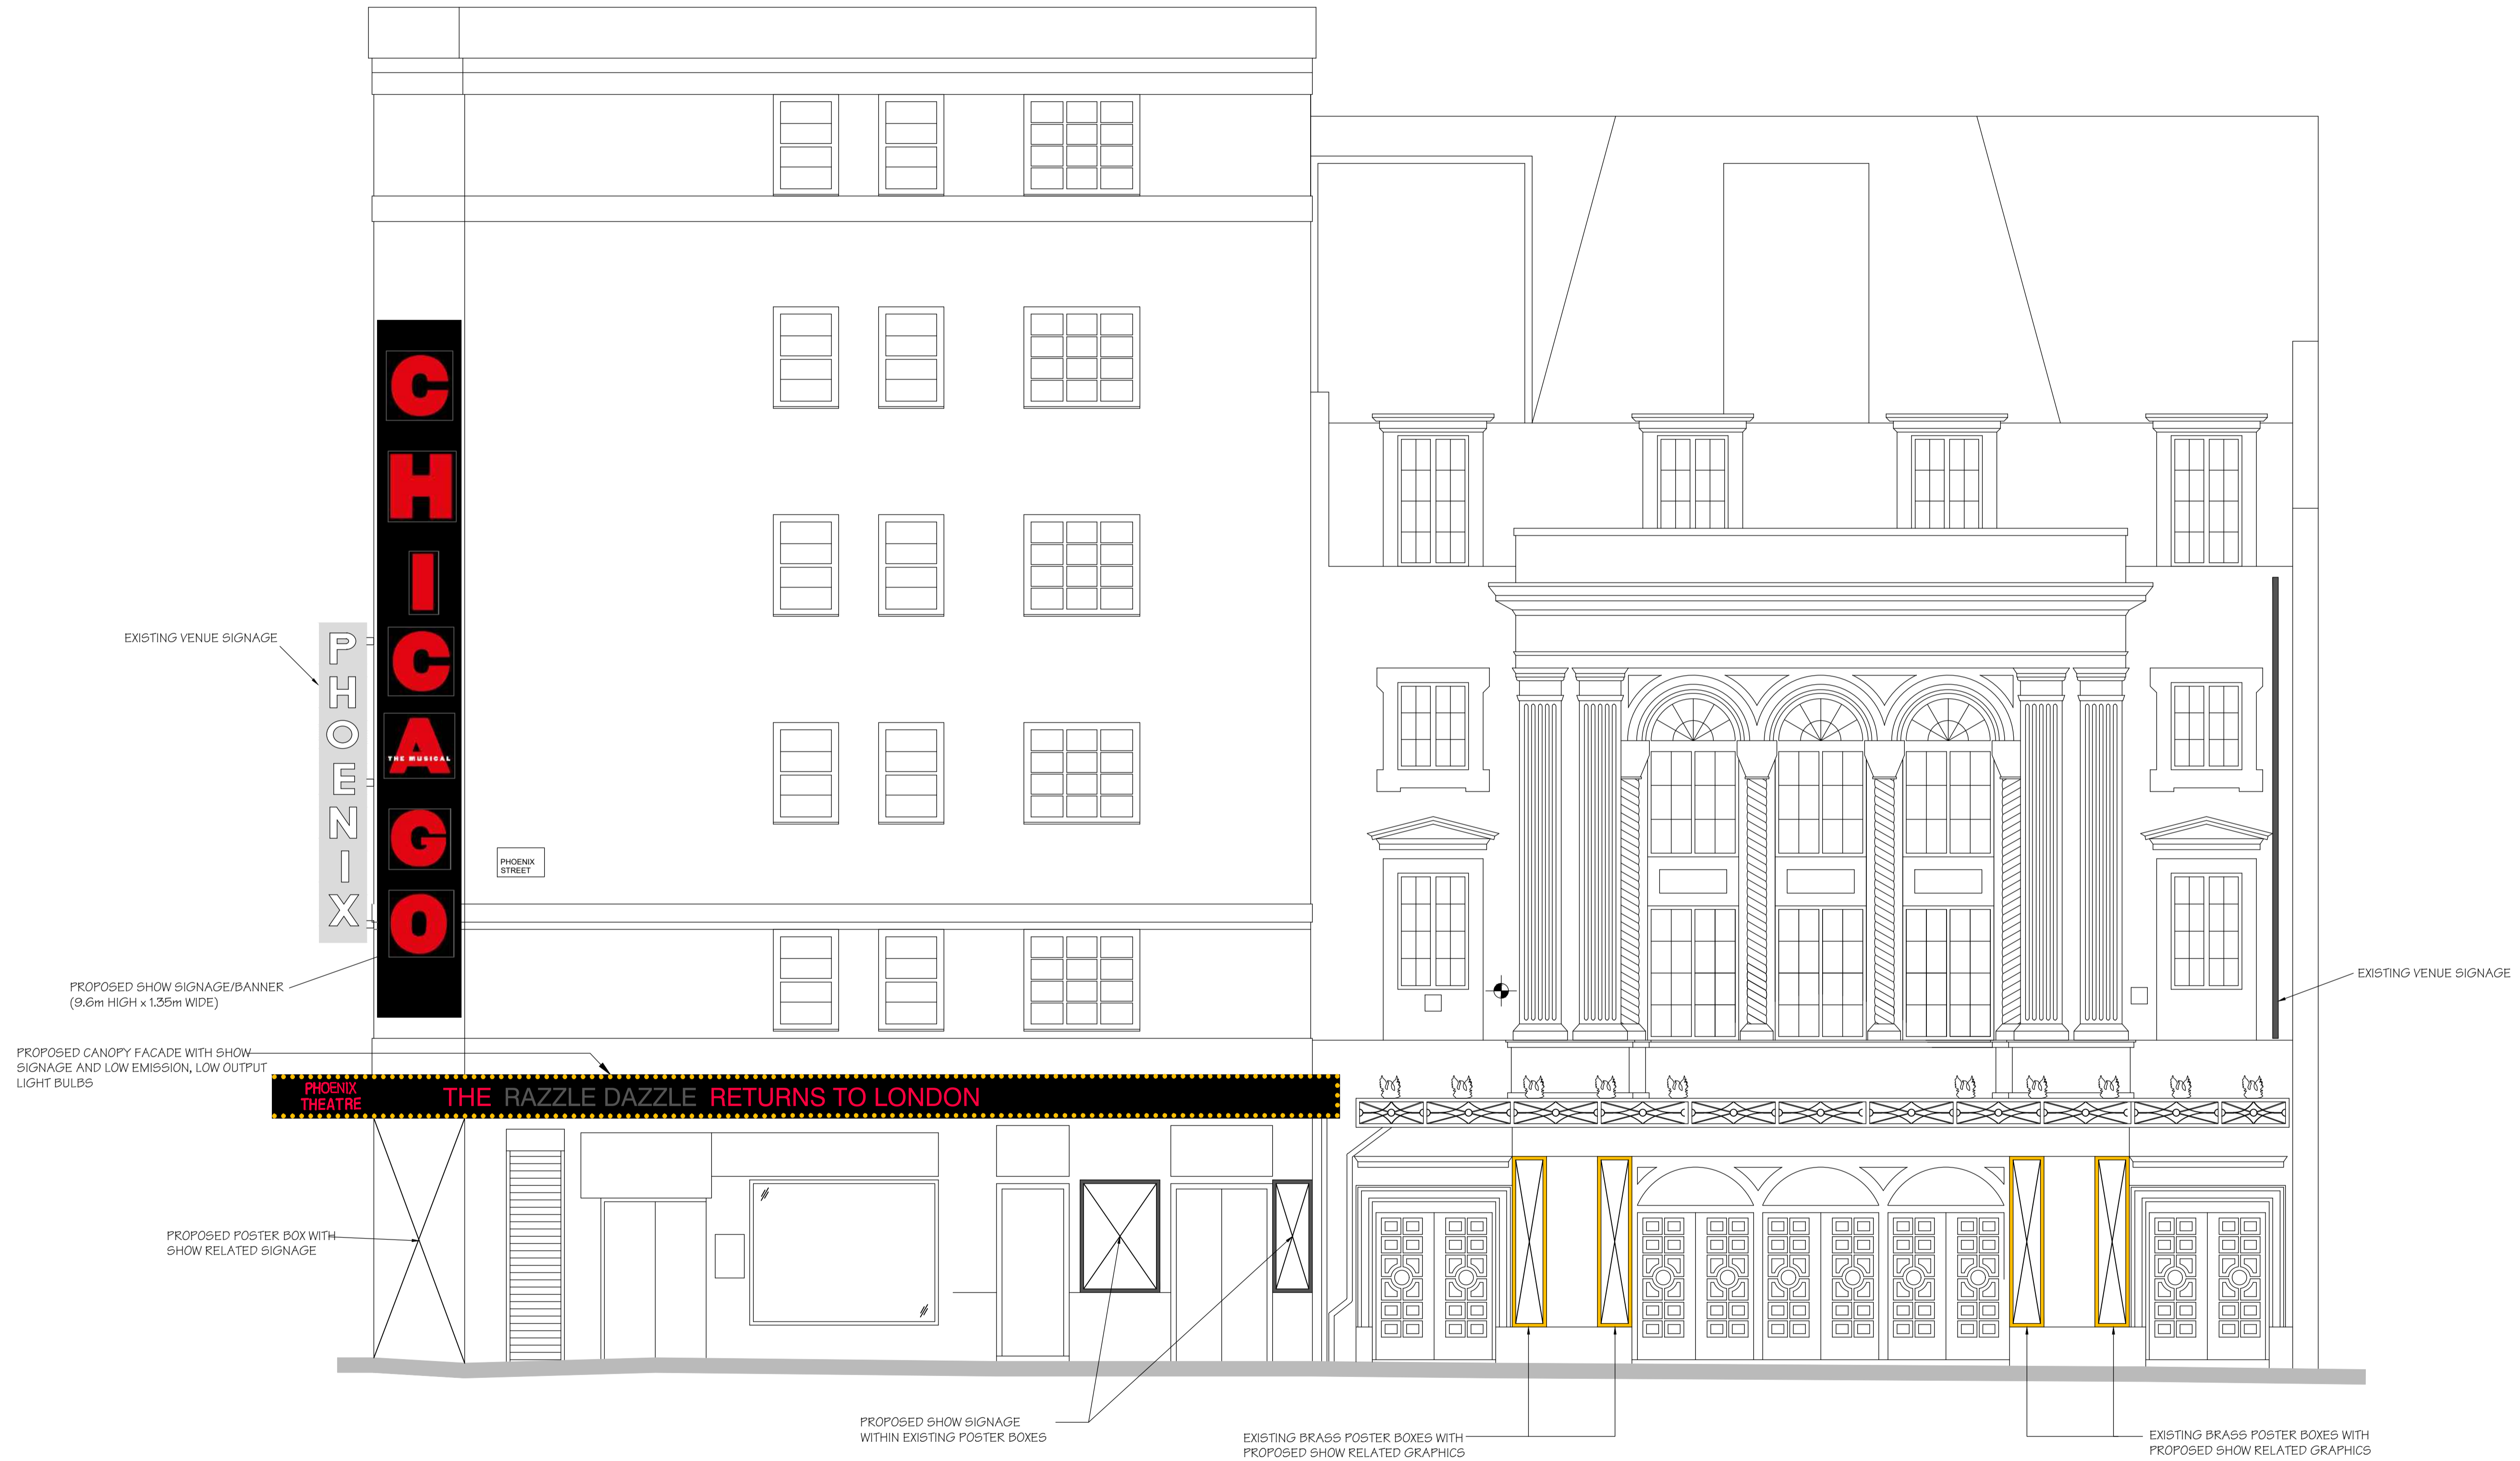 EXISTING VENUE SIGNAGE
PHOENIX
CHICAGO
THE MUSICAL
PHOENIX
STREET
PROPOSED SHOW SIGNAGE/BANNER
(9.6m HIGH x 1.35m WIDE)
EXISTING VENUE SIGNAGE
PROPOSED CANOPY FACADE WITH SHOW
SIGNAGE AND LOW EMISSION, LOW OUTPUT
LIGHT BULBS
PHOENIX
THEATRE
THE RAZZLE DAZZLE RETURNS TO LONDON
PROPOSED POSTER BOX WITH
SHOW RELATED SIGNAGE
PROPOSED SHOW SIGNAGE
WITHIN EXISTING POSTER BOXES
EXISTING BRASS POSTER BOXES WITH
PROPOSED SHOW RELATED GRAPHICS
EXISTING BRASS POSTER BOXES WITH
PROPOSED SHOW RELATED GRAPHICS